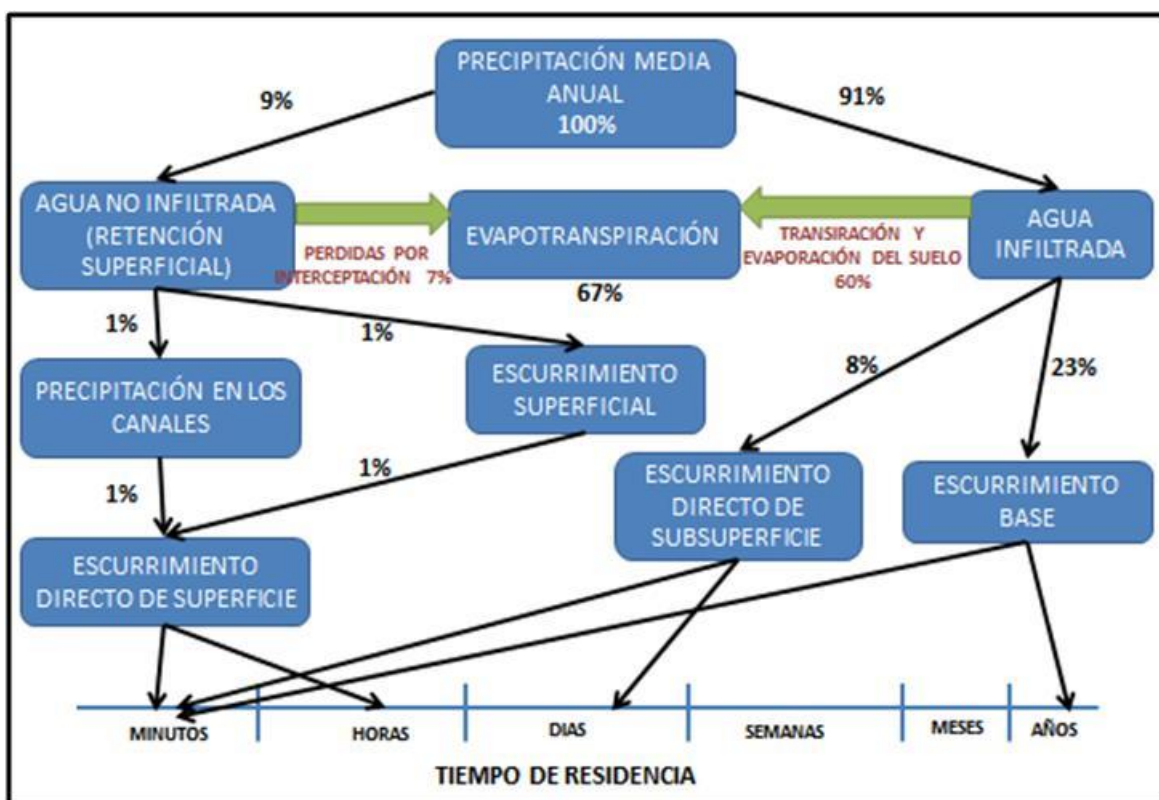 PRECIPITACIÓN MEDIA
ANUAL
100%
9%
91%
AGUA NO INFILTRADA
(RETENCIÓN
SUPERFICIAL)
PERDIDAS POR
INTERCEPTACIÓN 7%
EVAPOTRANSPIRACIÓN
67%
TRANSIRACIÓN Y
EVAPORACIÓN DEL SUELO
60%
AGUA
INFILTRADA
1%
1%
8%
23%
PRECIPITACIÓN EN LOS
CANALES
ESCURRIMIENTO
SUPERFICIAL
1%
1%
ESCURRIMIENTO
DIRECTO DE
SUBSUPERFICIE
ESCURRIMIENTO
BASE
ESCURRIMIENTO
DIRECTO DE SUPERFICIE
MINUTOS
HORAS
DIAS
SEMANAS
MESES
AÑOS
TIEMPO DE RESIDENCIA